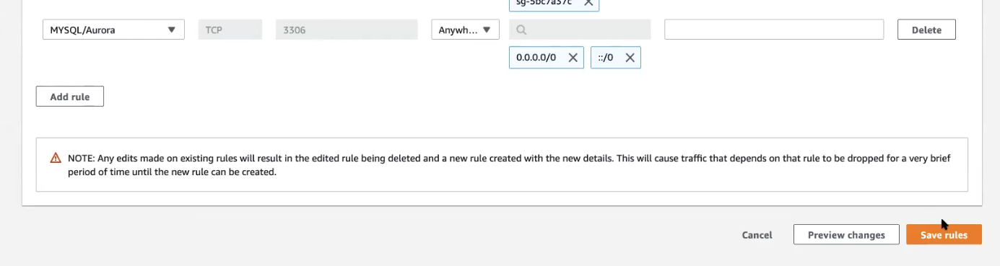 sg-5bc7a37c
MYSQL/Aurora TCP 3306 Anywh... Delete
0.0.0.0/0 ::/0
Add rule
NOTE: Any edits made on existing rules will result in the edited rule being deleted and a new rule created with the new details. This will cause traffic that depends on that rule to be dropped for a very brief
period of time until the new rule can be created.
Cancel Preview changes Save rules